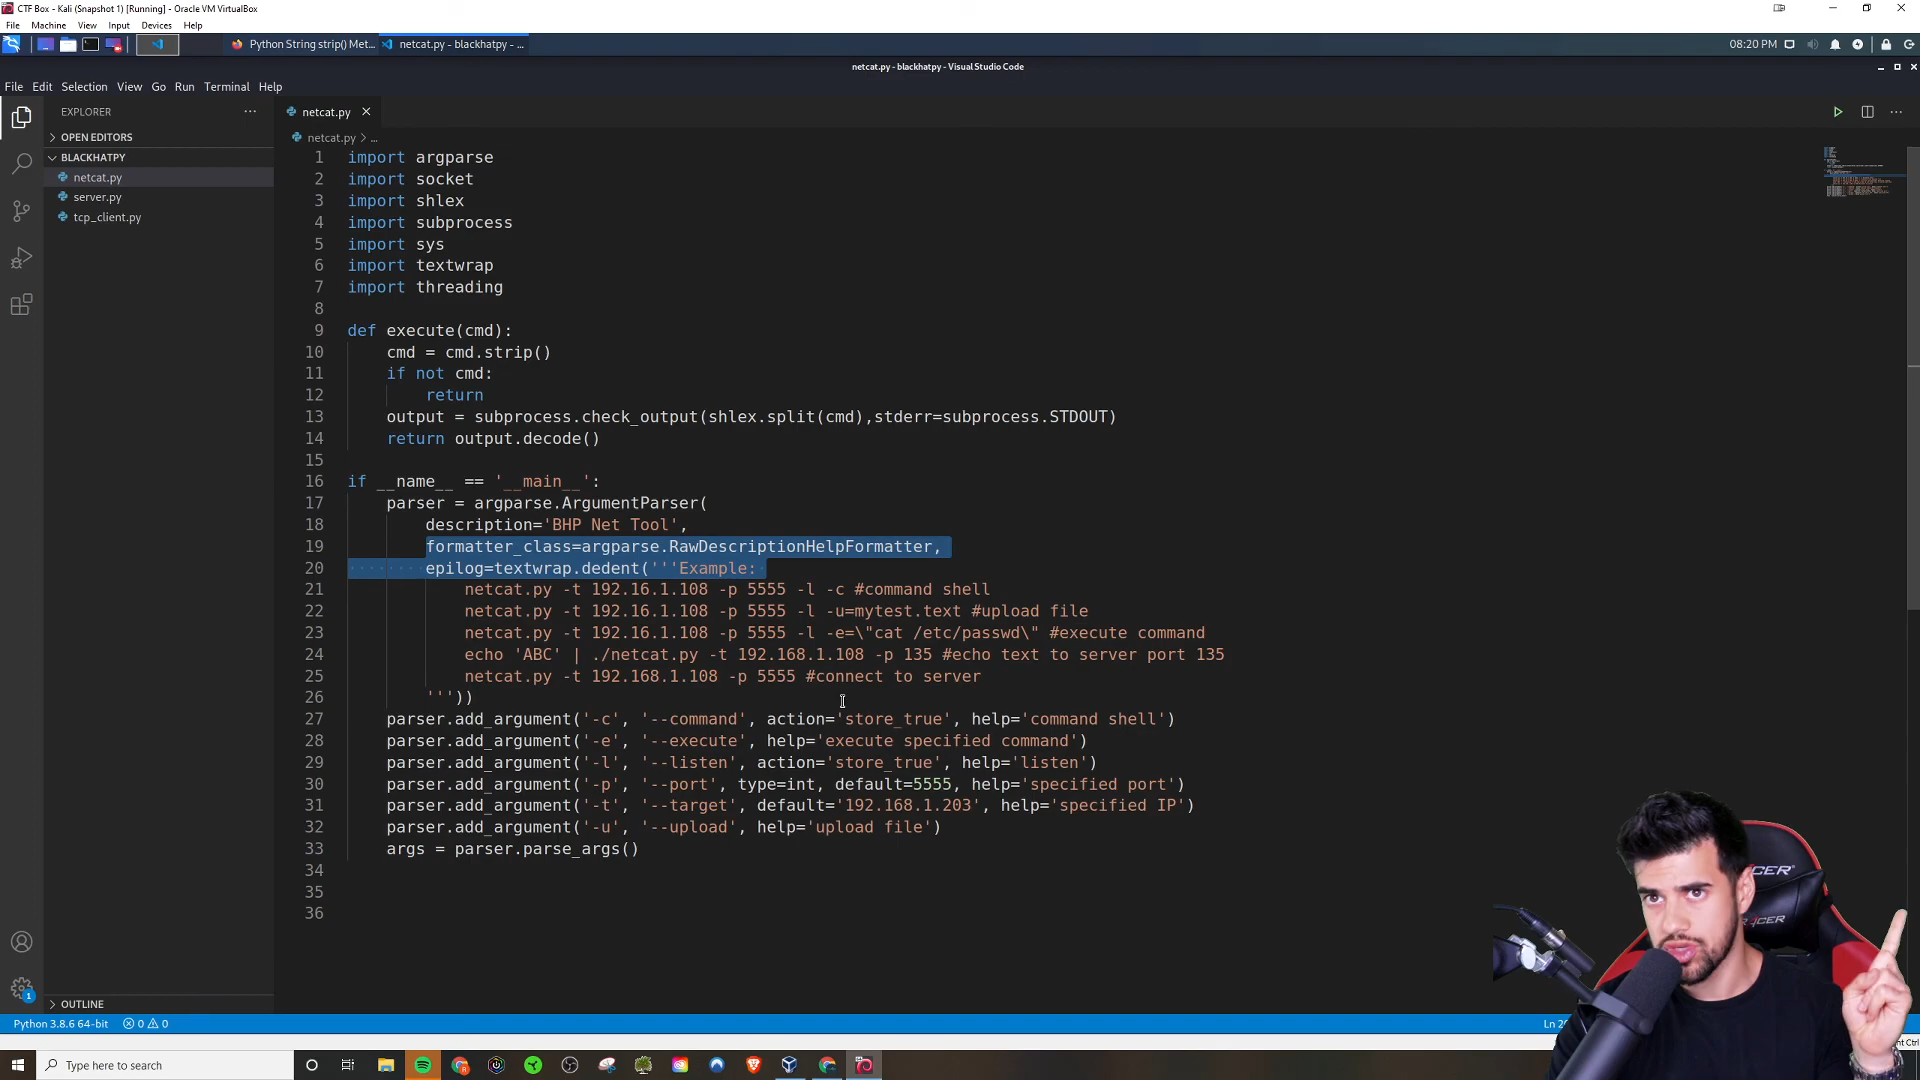 CTF Box - Kali (Snapshot 1) [Running] - Oracle VM VirtualBox
File Machine View Input Devices Help
Python String strip() Met... netcat.py - blackhatpy - ... 08:20 PM
netcat.py - blackhatpy - Visual Studio Code
File Edit Selection View Go Run Terminal Help
EXPLORER ... netcat.py
OPEN EDITORS netcat.py > ...
BLACKHATPY
netcat.py
server.py
tcp_client.py
1 import argparse
2 import socket
3 import shlex
4 import subprocess
5 import sys
6 import textwrap
7 import threading
8
9 def execute(cmd):
10 cmd = cmd.strip()
11 if not cmd:
12 return
13 output = subprocess.check_output(shlex.split(cmd),stderr=subprocess.STDOUT)
14 return output.decode()
15
16 if __name__ == '__main__':
17 parser = argparse.ArgumentParser(
18 description='BHP Net Tool',
19 formatter_class=argparse.RawDescriptionHelpFormatter,
20 epilog=textwrap.dedent('''Example:
21 netcat.py -t 192.16.1.108 -p 5555 -l -c #command shell
22 netcat.py -t 192.16.1.108 -p 5555 -l -u=mytest.text #upload file
23 netcat.py -t 192.16.1.108 -p 5555 -l -e=\"cat /etc/passwd\" #execute command
24 echo 'ABC' | ./netcat.py -t 192.168.1.108 -p 135 #echo text to server port 135
25 netcat.py -t 192.168.1.108 -p 5555 #connect to server
26 '''))
27 parser.add_argument('-c', '--command', action='store_true', help='command shell')
28 parser.add_argument('-e', '--execute', help='execute specified command')
29 parser.add_argument('-l', '--listen', action='store_true', help='listen')
30 parser.add_argument('-p', '--port', type=int, default=5555, help='specified port')
31 parser.add_argument('-t', '--target', default='192.168.1.203', help='specified IP')
32 parser.add_argument('-u', '--upload', help='upload file')
33 args = parser.parse_args()
34
35
36
1
OUTLINE
Python 3.8.6 64-bit 0 0
Type here to search